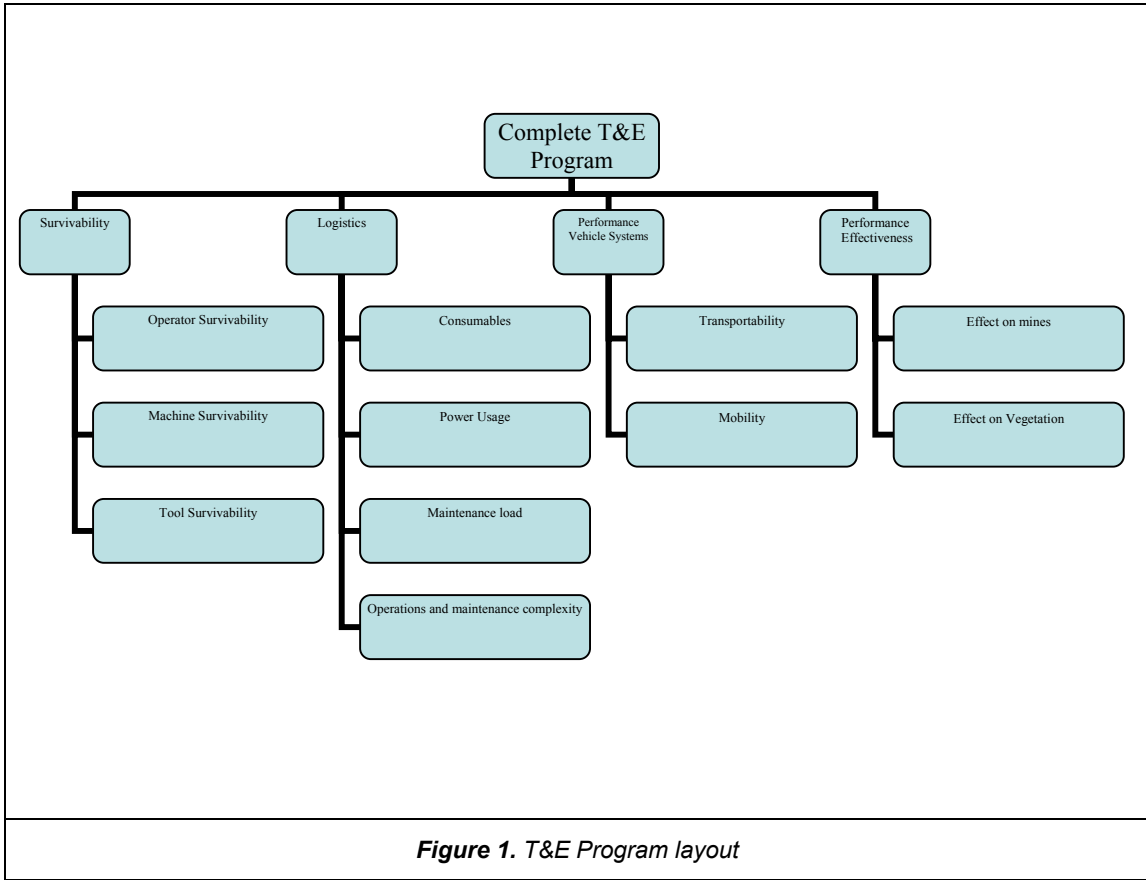 Complete T&E
Program
Survivability
Logistics
Performance
Vehicle Systems
Performance
Effectiveness
Operator Survivability
Consumables
Transportability
Effect on mines
Machine Survivability
Power Usage
Mobility
Effect on Vegetation
Tool Survivability
Maintenance load
Operations and maintenance complexity
Figure 1. T&E Program layout